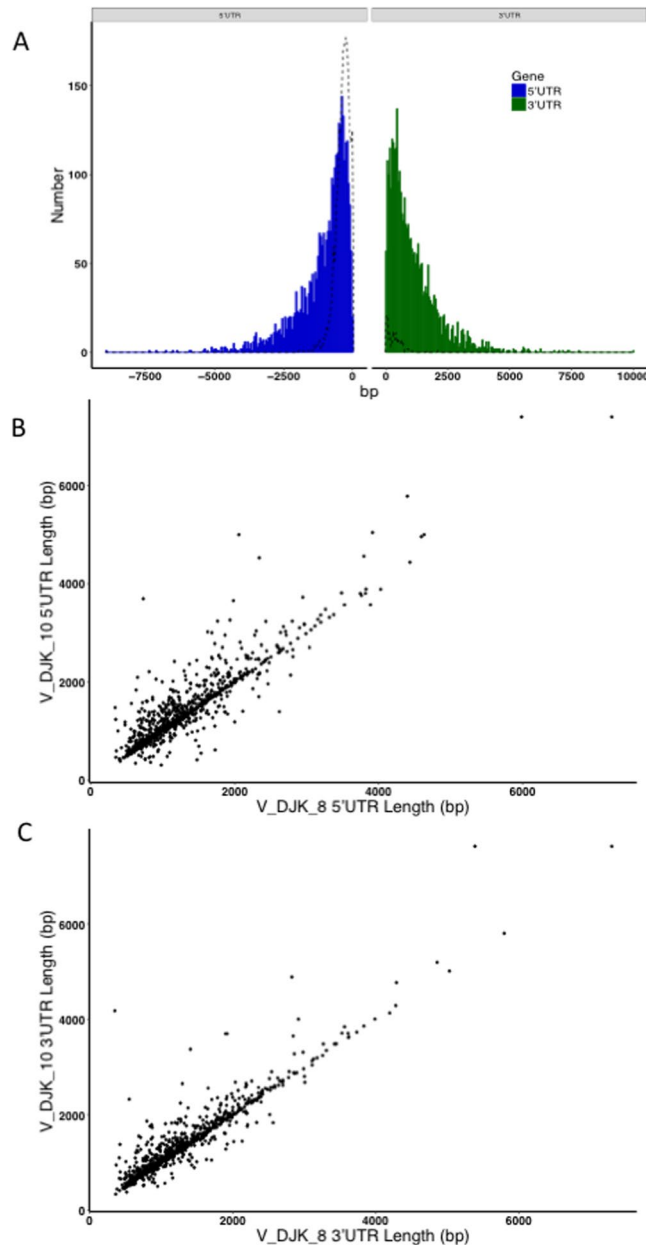 5'UTR
3'UTR
A
Number
150
100
50
0
Gene
5'UTR
3'UTR
−7500
−5000
−2500
0
0
2500
5000
7500
10000
bp
B
V_DJK_10 5'UTR Length (bp)
6000
4000
2000
0
0
2000
4000
6000
V_DJK_8 5'UTR Length (bp)
C
V_DJK_10 3'UTR Length (bp)
6000
4000
2000
0
0
2000
4000
6000
V_DJK_8 3'UTR Length (bp)